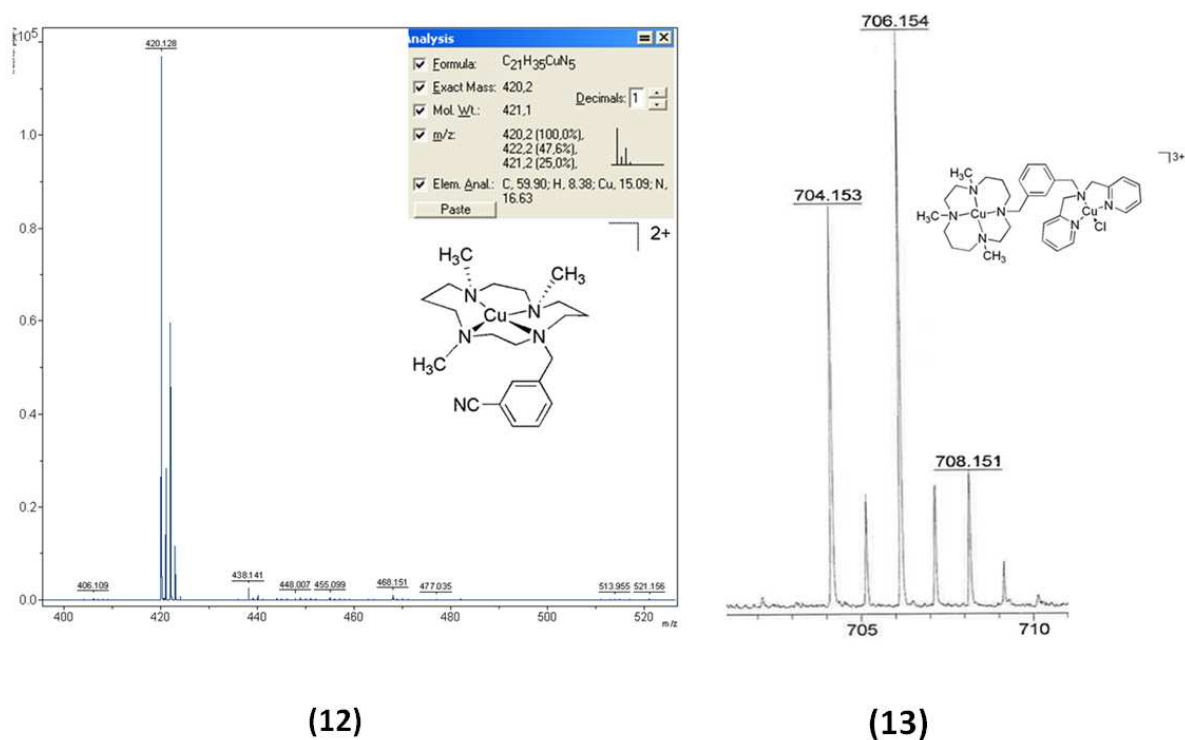 420.128
Analysis
Formula: C₂₁H₃₅CuN₅
Exact Mass: 420,2
Decimals: 1
Mol. Wt.: 421,1
m/z: 420,2 (100,0%),
422,2 (47,6%),
421,2 (25,0%)
Elem. Anal.: C, 59.90; H, 8.38; Cu, 15.09; N,
16.63
Paste
1.0
0.8
0.6
0.4
0.2
0.0
2+
H₃C
CH₃
N
N
Cu
N
N
H₃C
NC
406.109
438.141
448.007
455.099
468.151
477.035
513.955
521.156
400
420
440
460
480
500
520
m/z
(12)
706.154
704.153
708.151
3+
CH₃
N
H₃C
N
Cu
N
N
CH₃
N
N
Cu
N
Cl
705
710
(13)